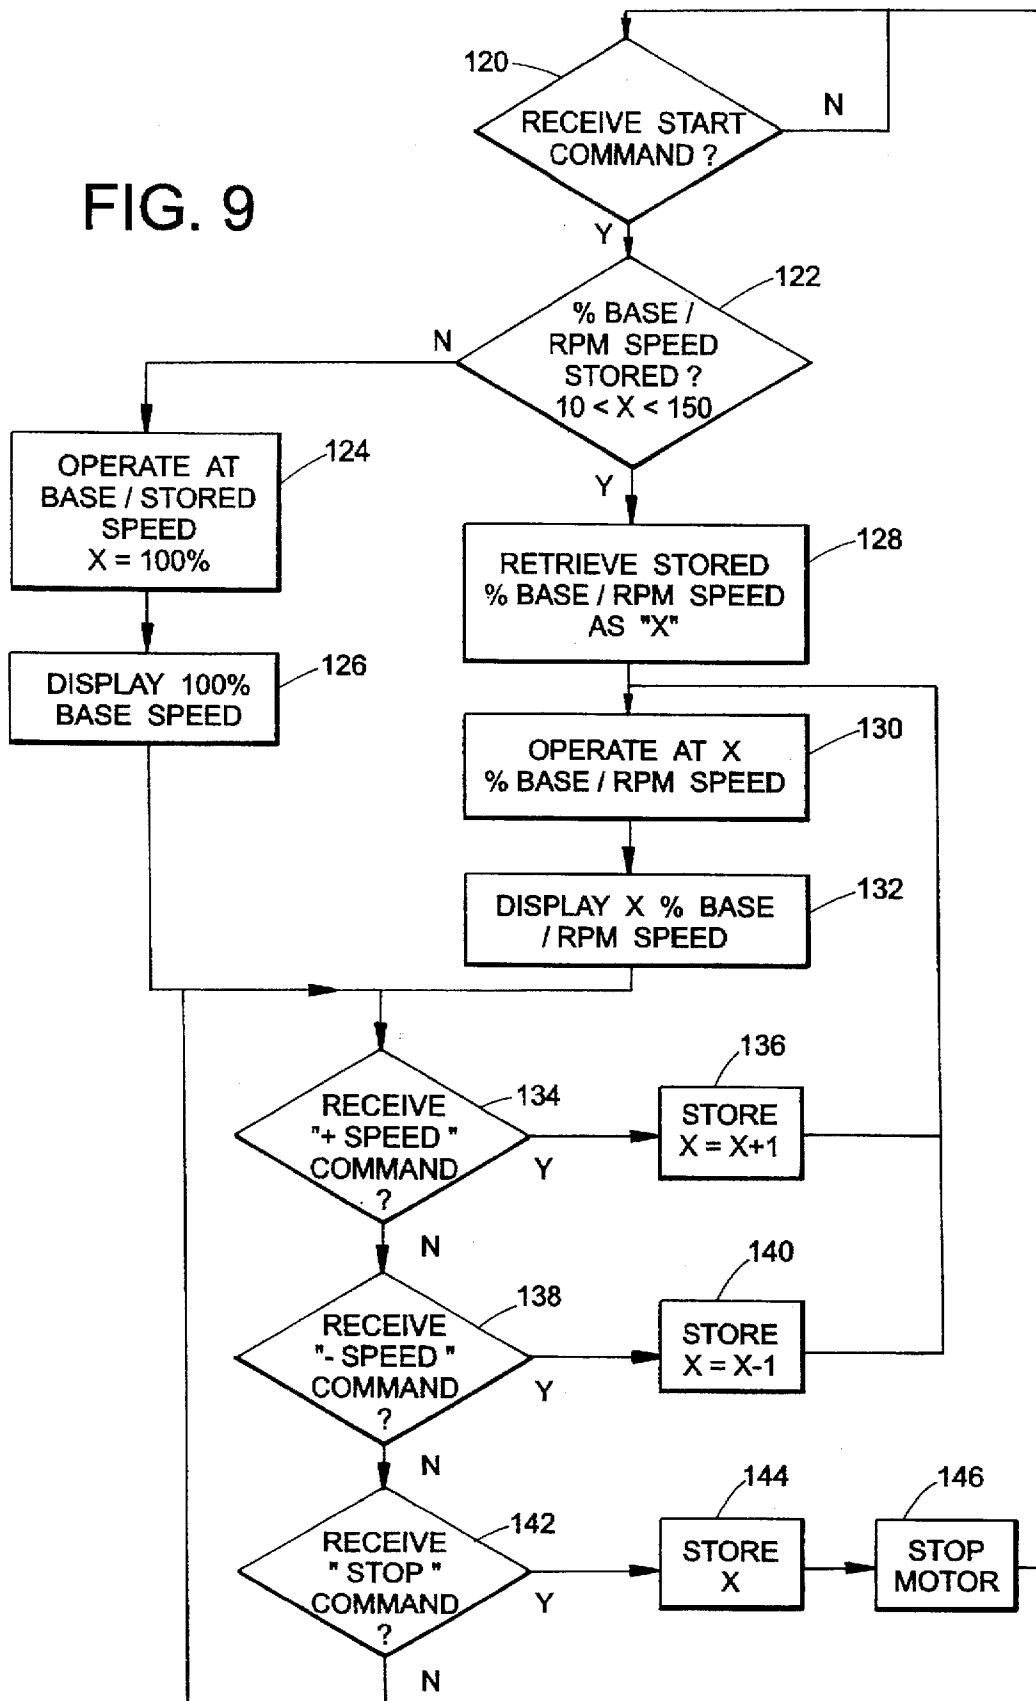 120
RECEIVE START
COMMAND ?
N
FIG. 9
Y
122
% BASE /
RPM SPEED
STORED ?
10 < X < 150
N
Y
124
OPERATE AT
BASE / STORED
SPEED
X = 100%
128
RETRIEVE STORED
% BASE / RPM SPEED
AS "X"
126
DISPLAY 100%
BASE SPEED
130
OPERATE AT X
% BASE / RPM SPEED
132
DISPLAY X % BASE
/ RPM SPEED
134
RECEIVE
"+ SPEED "
COMMAND
?
Y
N
136
STORE
X = X+1
138
RECEIVE
"- SPEED "
COMMAND
?
Y
N
140
STORE
X = X-1
142
RECEIVE
" STOP "
COMMAND
?
Y
N
144
STORE
X
146
STOP
MOTOR